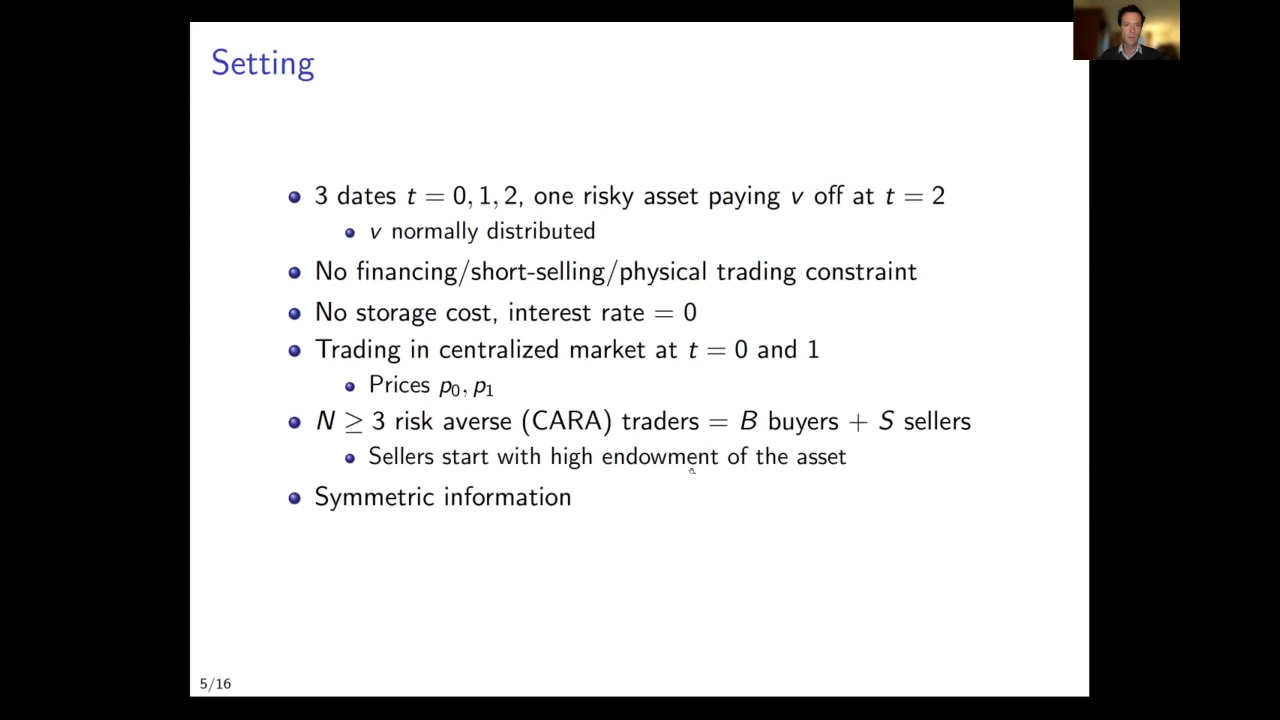 Setting
3 dates t = 0, 1, 2, one risky asset paying v off at t = 2
v normally distributed
No financing/short-selling/physical trading constraint
No storage cost, interest rate = 0
Trading in centralized market at t = 0 and 1
Prices p₀, p₁
N ≥ 3 risk averse (CARA) traders = B buyers + S sellers
Sellers start with high endowment of the asset
Symmetric information
5/16